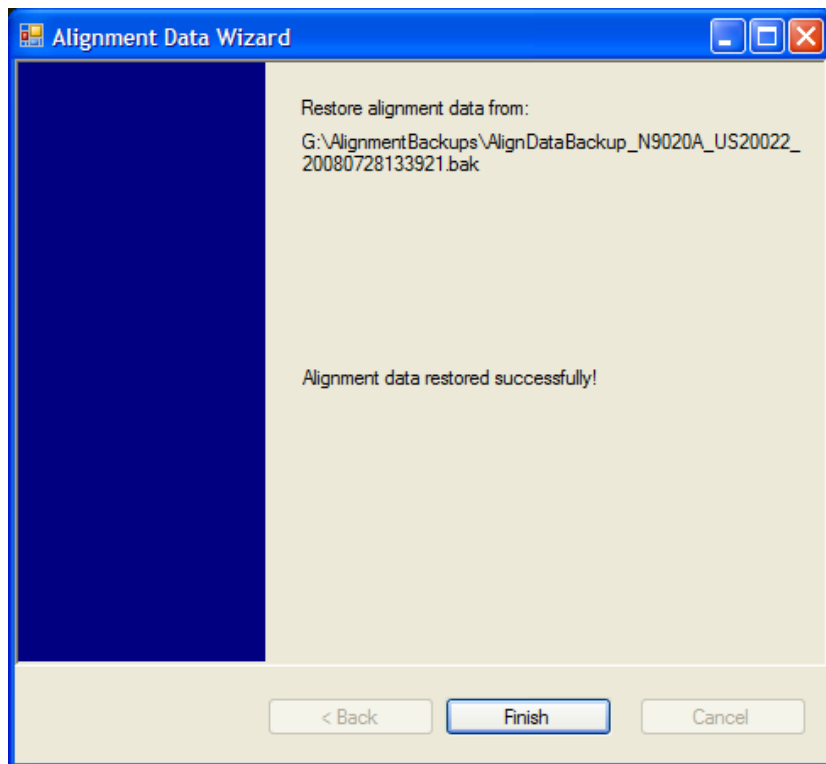 Alignment Data Wizard
Restore alignment data from:
G:\AlignmentBackups\AlignDataBackup_N9020A_US20022_
20080728133921.bak
Alignment data restored successfully!
< Back
Finish
Cancel